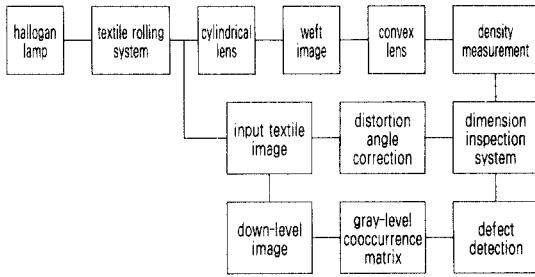 hallogan
lamp
textile rolling
system
cylindrical
lens
weft
image
convex
lens
density
measurement
input textile
image
distortion
angle
correction
dimension
inspection
system
down-level
image
gray-level
cooccurrence
matrix
defect
detection